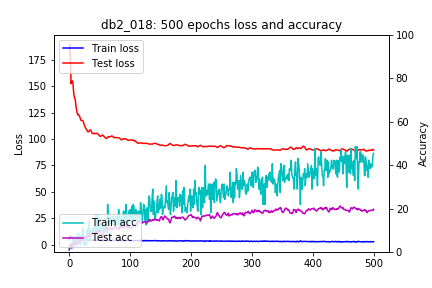 db2_018: 500 epochs loss and accuracy
Train loss
Test loss
Train acc
Test acc
Loss
175
150
125
100
75
50
25
0
Accuracy
100
80
60
40
20
0
0
100
200
300
400
500